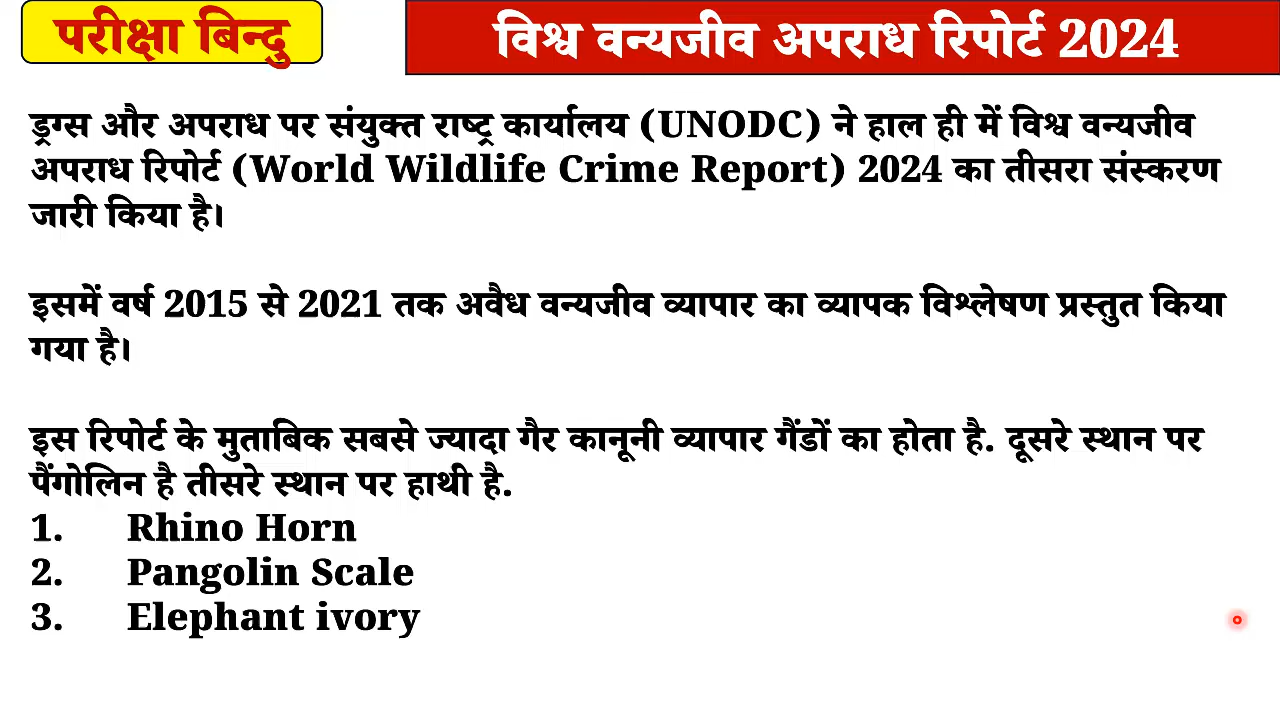 परीक्षा बिन्दु
विश्व वन्यजीव अपराध रिपोर्ट 2024
ड्रग्स और अपराध पर संयुक्त राष्ट्र कार्यालय (UNODC) ने हाल ही में विश्व वन्यजीव
अपराध रिपोर्ट (World Wildlife Crime Report) 2024 का तीसरा संस्करण
जारी किया है।
इसमें वर्ष 2015 से 2021 तक अवैध वन्यजीव व्यापार का व्यापक विश्लेषण प्रस्तुत किया
गया है।
इस रिपोर्ट के मुताबिक सबसे ज्यादा गैर कानूनी व्यापार गैंडों का होता है. दूसरे स्थान पर
पैंगोलिन है तीसरे स्थान पर हाथी है.
1. Rhino Horn
2. Pangolin Scale
3. Elephant ivory